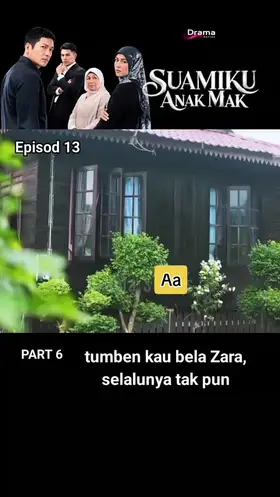 Drama
SUAMIKU
ANAK MAK
Episod 13
Aa
PART 6
tumben kau bela Zara,
selalunya tak pun